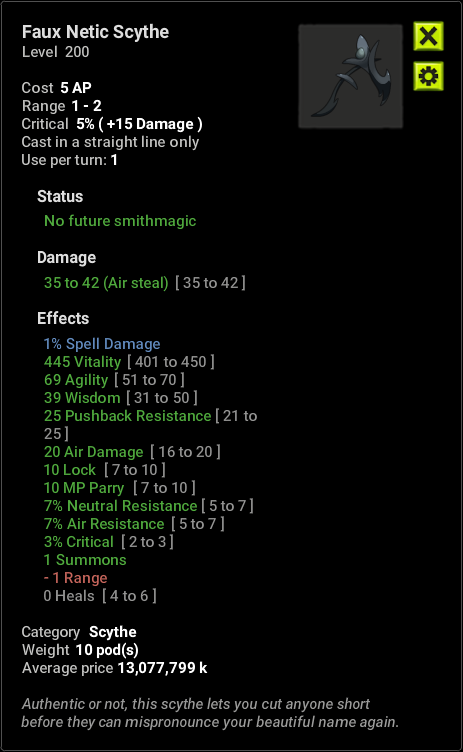 Faux Netic Scythe
Level 200
Cost 5 AP
Range 1 - 2
Critical 5% ( +15 Damage )
Cast in a straight line only
Use per turn: 1
Status
No future smithmagic
Damage
35 to 42 (Air steal) [ 35 to 42 ]
Effects
1% Spell Damage
445 Vitality [ 401 to 450 ]
69 Agility [ 51 to 70 ]
39 Wisdom [ 31 to 50 ]
25 Pushback Resistance [ 21 to
25 ]
20 Air Damage [ 16 to 20 ]
10 Lock [ 7 to 10 ]
10 MP Parry [ 7 to 10 ]
7% Neutral Resistance [ 5 to 7 ]
7% Air Resistance [ 5 to 7 ]
3% Critical [ 2 to 3 ]
1 Summons
- 1 Range
0 Heals [ 4 to 6 ]
Category Scythe
Weight 10 pod(s)
Average price 13,077,799 k
Authentic or not, this scythe lets you cut anyone short
before they can mispronounce your beautiful name again.